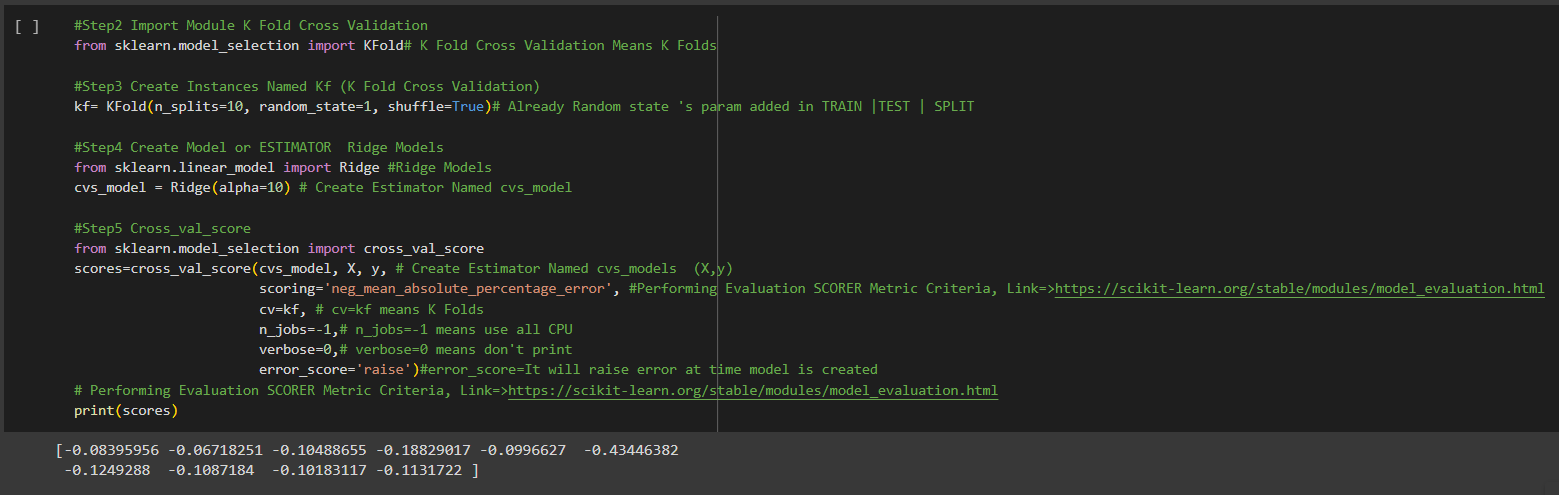 [ ] #Step2 Import Module K Fold Cross Validation
from sklearn.model_selection import KFold# K Fold Cross Validation Means K Folds
#Step3 Create Instances Named Kf (K Fold Cross Validation)
kf= KFold(n_splits=10, random_state=1, shuffle=True)# Already Random state 's param added in TRAIN |TEST | SPLIT
#Step4 Create Model or ESTIMATOR  Ridge Models
from sklearn.linear_model import Ridge #Ridge Models
cvs_model = Ridge(alpha=10) # Create Estimator Named cvs_model
#Step5 Cross_val_score
from sklearn.model_selection import cross_val_score
scores=cross_val_score(cvs_model, X, y, # Create Estimator Named cvs_models  (X,y)
scoring='neg_mean_absolute_percentage_error', #Performing Evaluation SCORER Metric Criteria, Link=>https://scikit-learn.org/stable/modules/model_evaluation.html
cv=kf, # cv=kf means K Folds
n_jobs=-1,# n_jobs=-1 means use all CPU
verbose=0,# verbose=0 means don't print
error_score='raise')#error_score=It will raise error at time model is created
# Performing Evaluation SCORER Metric Criteria, Link=>https://scikit-learn.org/stable/modules/model_evaluation.html
print(scores)
[-0.08395956 -0.06718251 -0.10488655 -0.18829017 -0.0996627  -0.43446382
-0.1249288  -0.1087184  -0.10183117 -0.1131722 ]